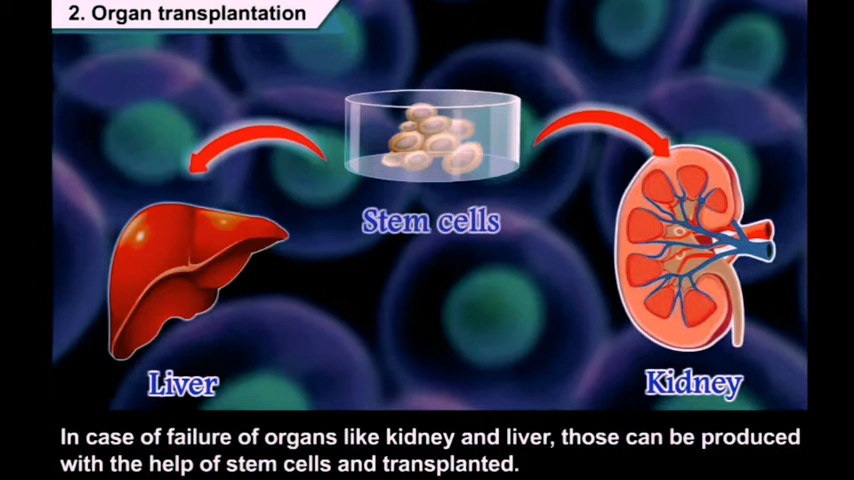 2. Organ transplantation
Stem cells
Liver
Kidney
In case of failure of organs like kidney and liver, those can be produced
with the help of stem cells and transplanted.